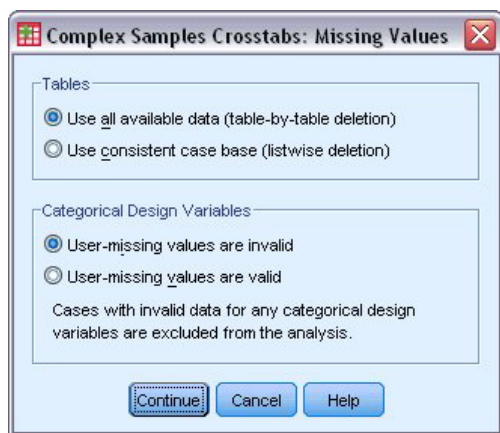 Complex Samples Crosstabs: Missing Values
Tables
Use all available data (table-by-table deletion)
Use consistent case base (listwise deletion)
Categorical Design Variables
User-missing values are invalid
User-missing values are valid
Cases with invalid data for any categorical design
variables are excluded from the analysis.
Continue Cancel Help